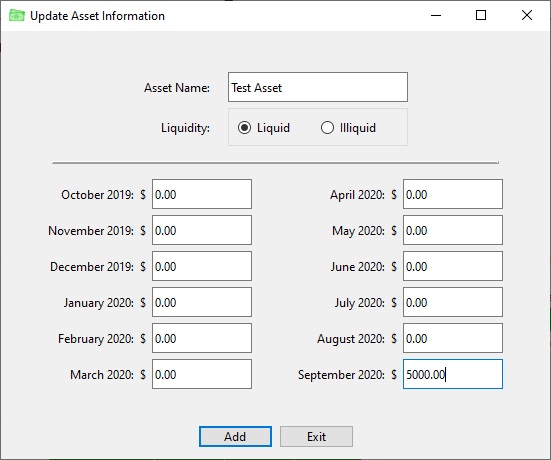 Update Asset Information
Asset Name: Test Asset
Liquidity: Liquid Illiquid
October 2019: $ 0.00 April 2020: $ 0.00
November 2019: $ 0.00 May 2020: $ 0.00
December 2019: $ 0.00 June 2020: $ 0.00
January 2020: $ 0.00 July 2020: $ 0.00
February 2020: $ 0.00 August 2020: $ 0.00
March 2020: $ 0.00 September 2020: $ 5000.00
Add Exit